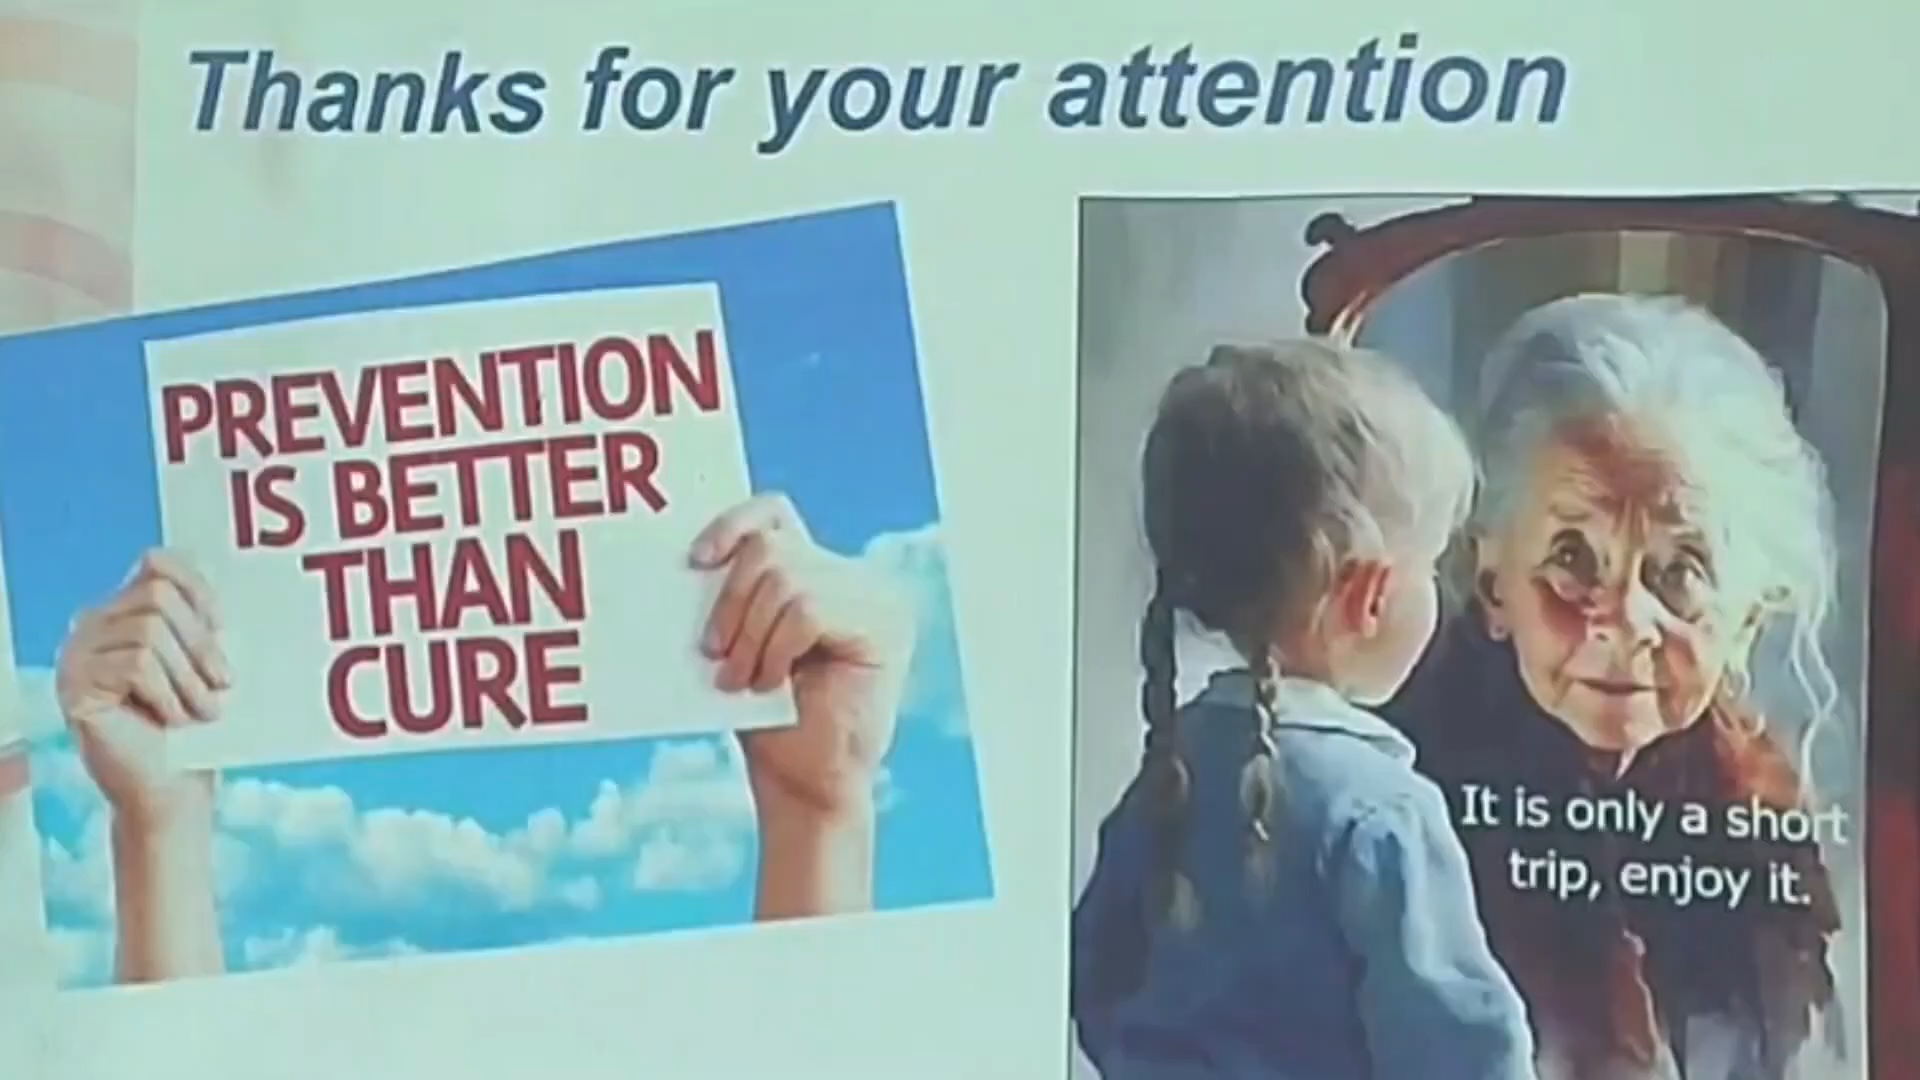 Thanks for your attention
PREVENTION
IS BETTER
THAN
CURE
It is only a short
trip, enjoy it.